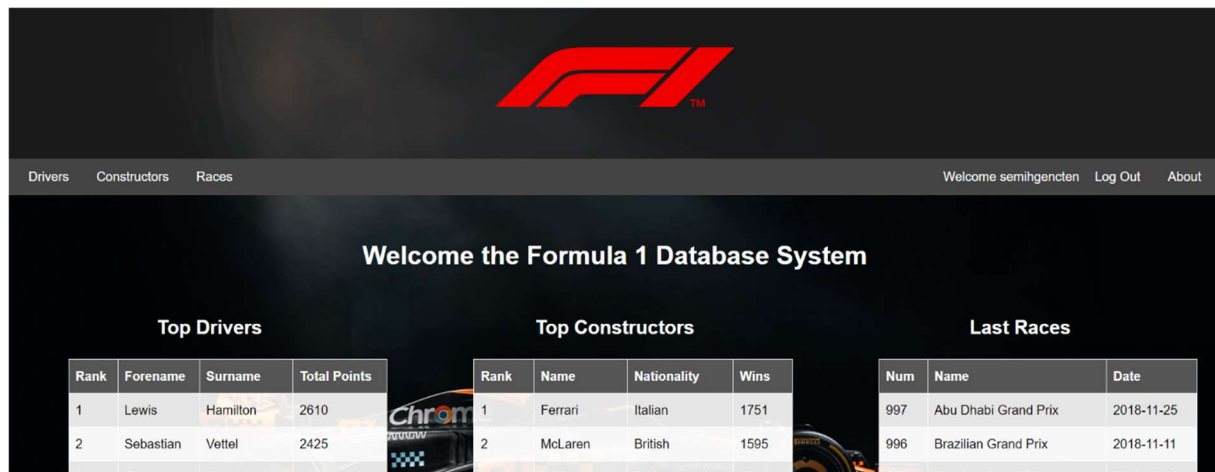 F1
TM
Drivers Constructors Races Welcome semihgencten Log Out About
Welcome the Formula 1 Database System
Top Drivers
Rank Forename Surname Total Points
1 Lewis Hamilton 2610
2 Sebastian Vettel 2425
Top Constructors
Rank Name Nationality Wins
1 Ferrari Italian 1751
2 McLaren British 1595
Last Races
Num Name Date
997 Abu Dhabi Grand Prix 2018-11-25
996 Brazilian Grand Prix 2018-11-11
Chrome